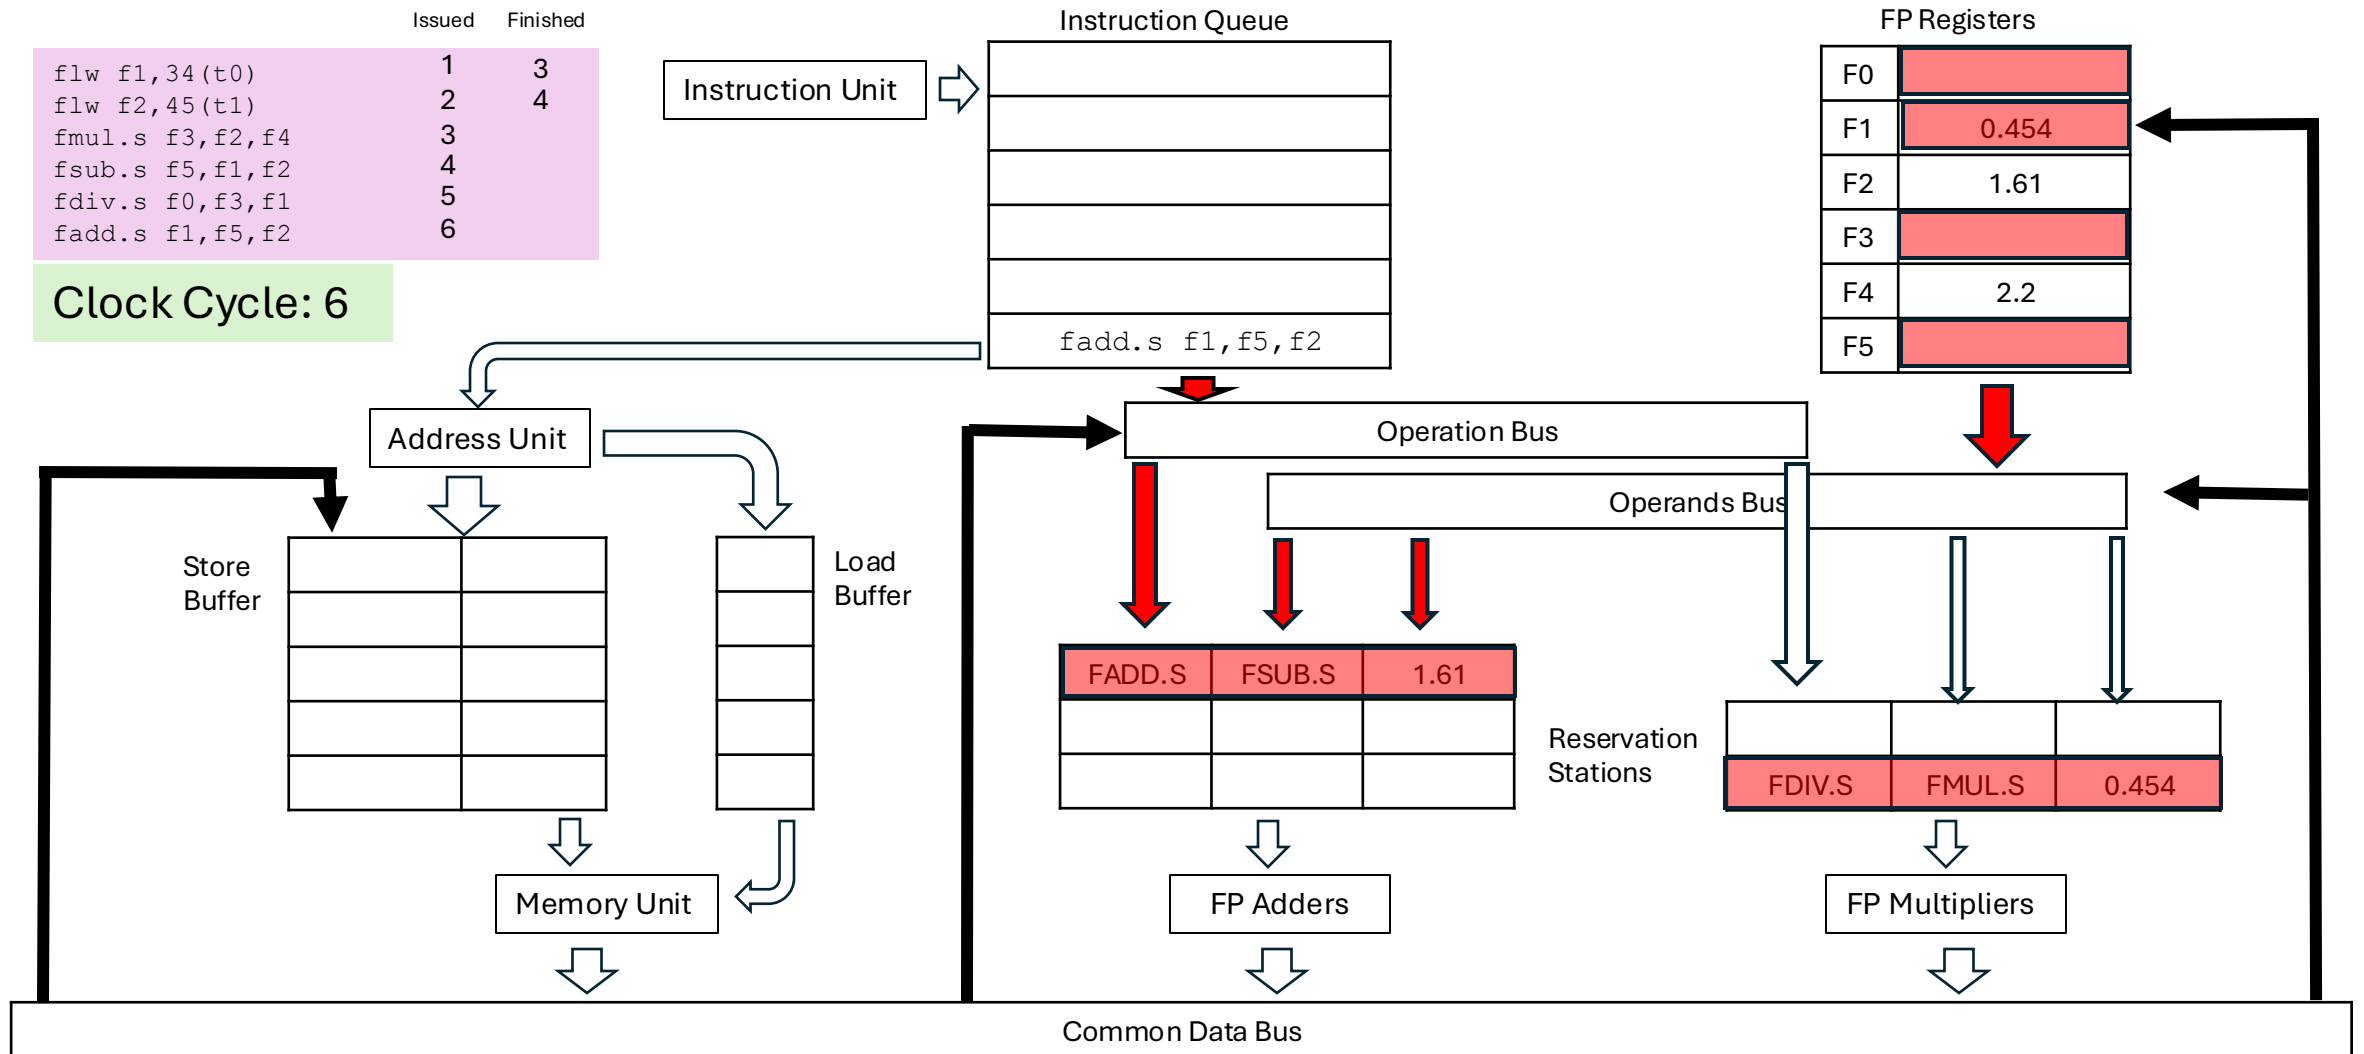 Issued Finished
flw f1,34(t0) 1 3
flw f2,45(t1) 2 4
fmul.s f3,f2,f4 3
fsub.s f5,f1,f2 4
fdiv.s f0,f3,f1 5
fadd.s f1,f5,f2 6
Clock Cycle: 6
Instruction Unit
Instruction Queue
fadd.s f1,f5,f2
FP Registers
F0
F1 0.454
F2 1.61
F3
F4 2.2
F5
Address Unit
Operation Bus
Operands Bus
Store
Buffer
Load
Buffer
FADD.S FSUB.S 1.61
Reservation
Stations
FDIV.S FMUL.S 0.454
Memory Unit
FP Adders
FP Multipliers
Common Data Bus